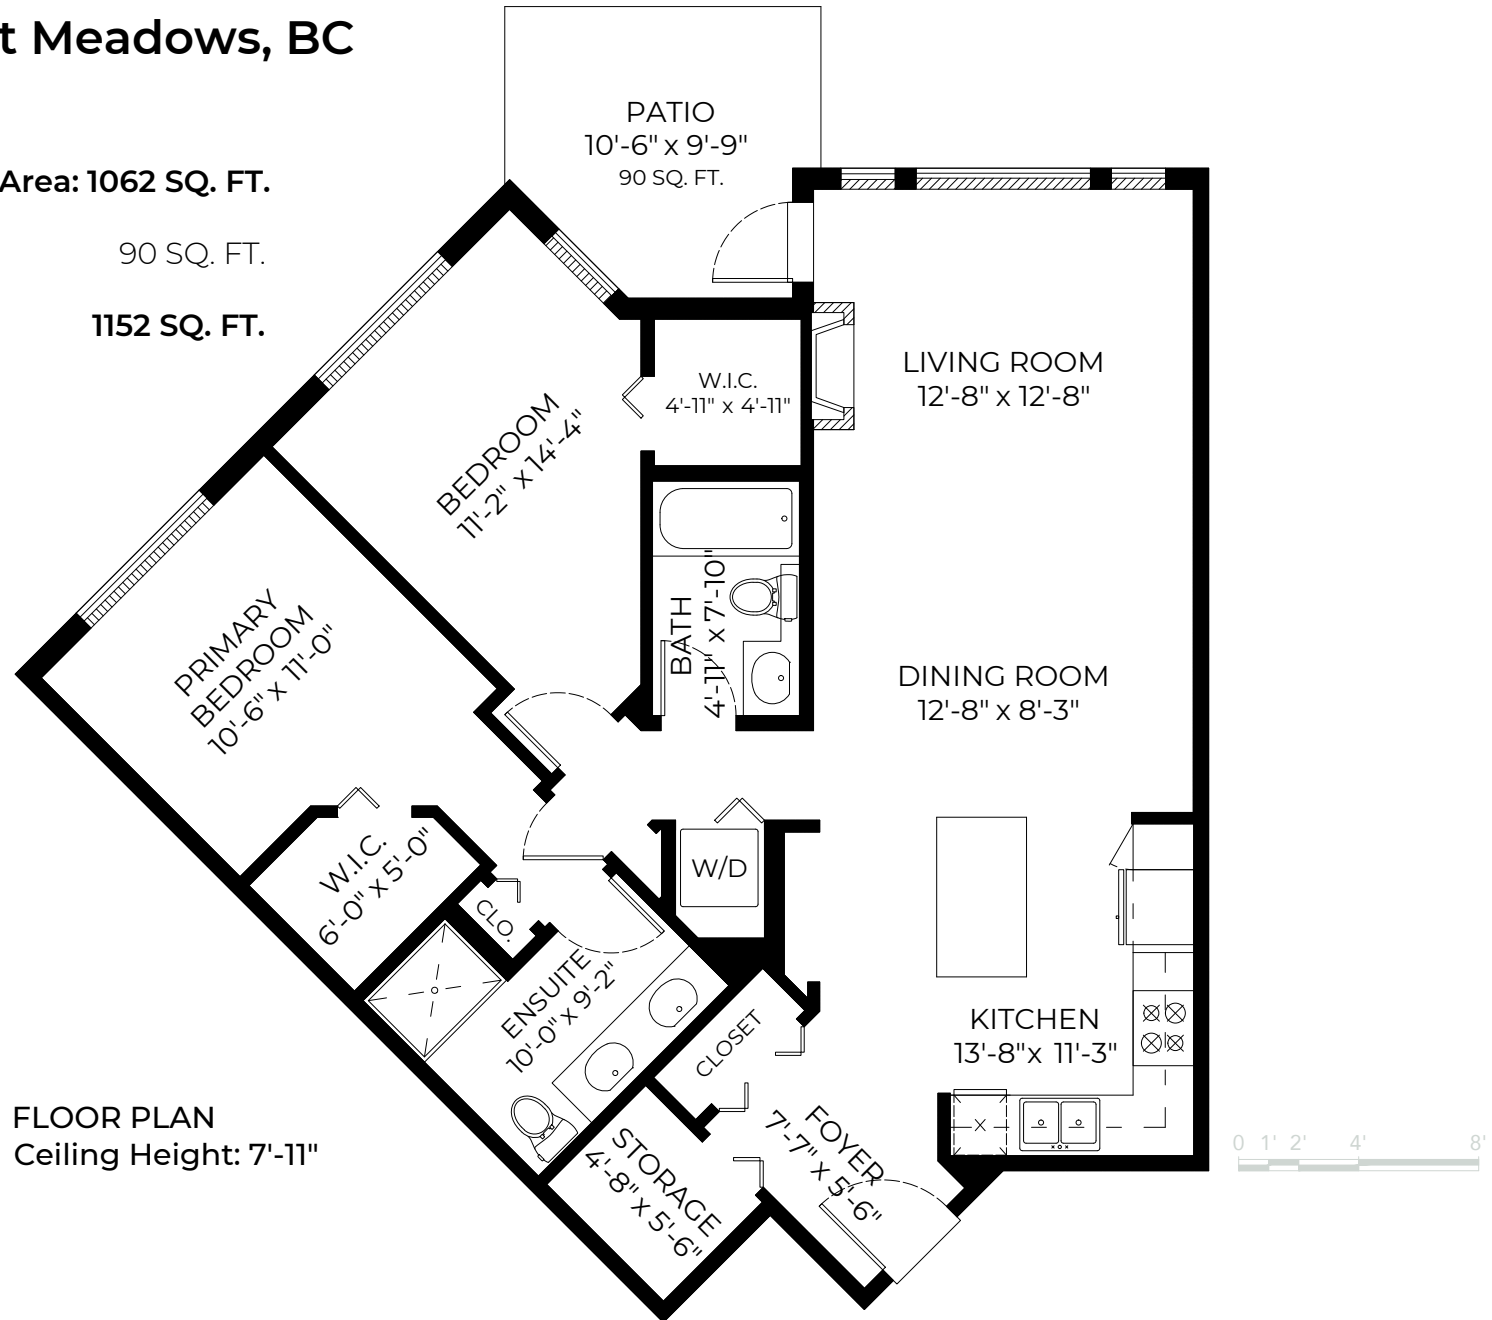 t Meadows, BC
Area: 1062 SQ. FT.
90 SQ. FT.
1152 SQ. FT.
PATIO
10'-6" x 9'-9"
90 SQ. FT.
LIVING ROOM
12'-8" x 12'-8"
W.I.C.
4'-11" x 4'-11"
BEDROOM
11'-2" x 14'-4"
BATH
4'-11" x 7'-10"
PRIMARY
BEDROOM
10'-6" x 11'-0"
DINING ROOM
12'-8" x 8'-3"
W.I.C.
6'-0" x 5'-0"
W/D
CLO.
ENSUITE
10'-0" x 9'-2"
CLOSET
KITCHEN
13'-8"x 11'-3"
FOYER
7'-7" x 5'-6"
STORAGE
4'-8" x 5'-6"
FLOOR PLAN
Ceiling Height: 7'-11"
0 1' 2' 4' 8'